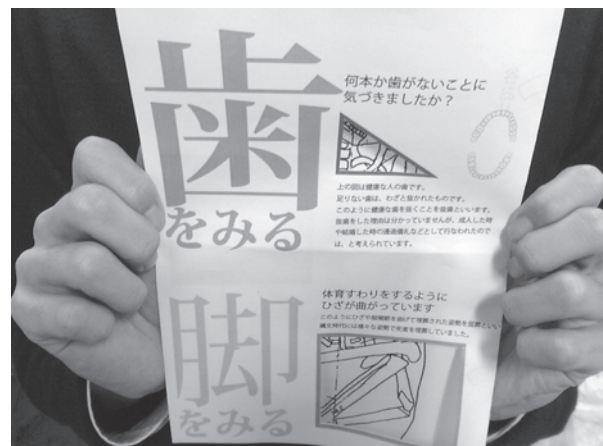 歯
をみる
何本か歯がないことに
気づきましたか？
上の図は健康な人の歯です。
足りない歯は、わざと抜かれたものです。
このように健康な歯を抜くことを抜歯といいます。
抜歯をした理由は分かっていませんが、成人した時
や結婚した時の通過儀礼などとして行なわれたので
は、と考えられています。
脚
をみる
体育すわりをするように
ひざが曲がっています
このようにひざや股関節を曲げて埋葬された姿勢を屈葬といい
縄文時代には様々な姿勢で死者を埋葬していました。